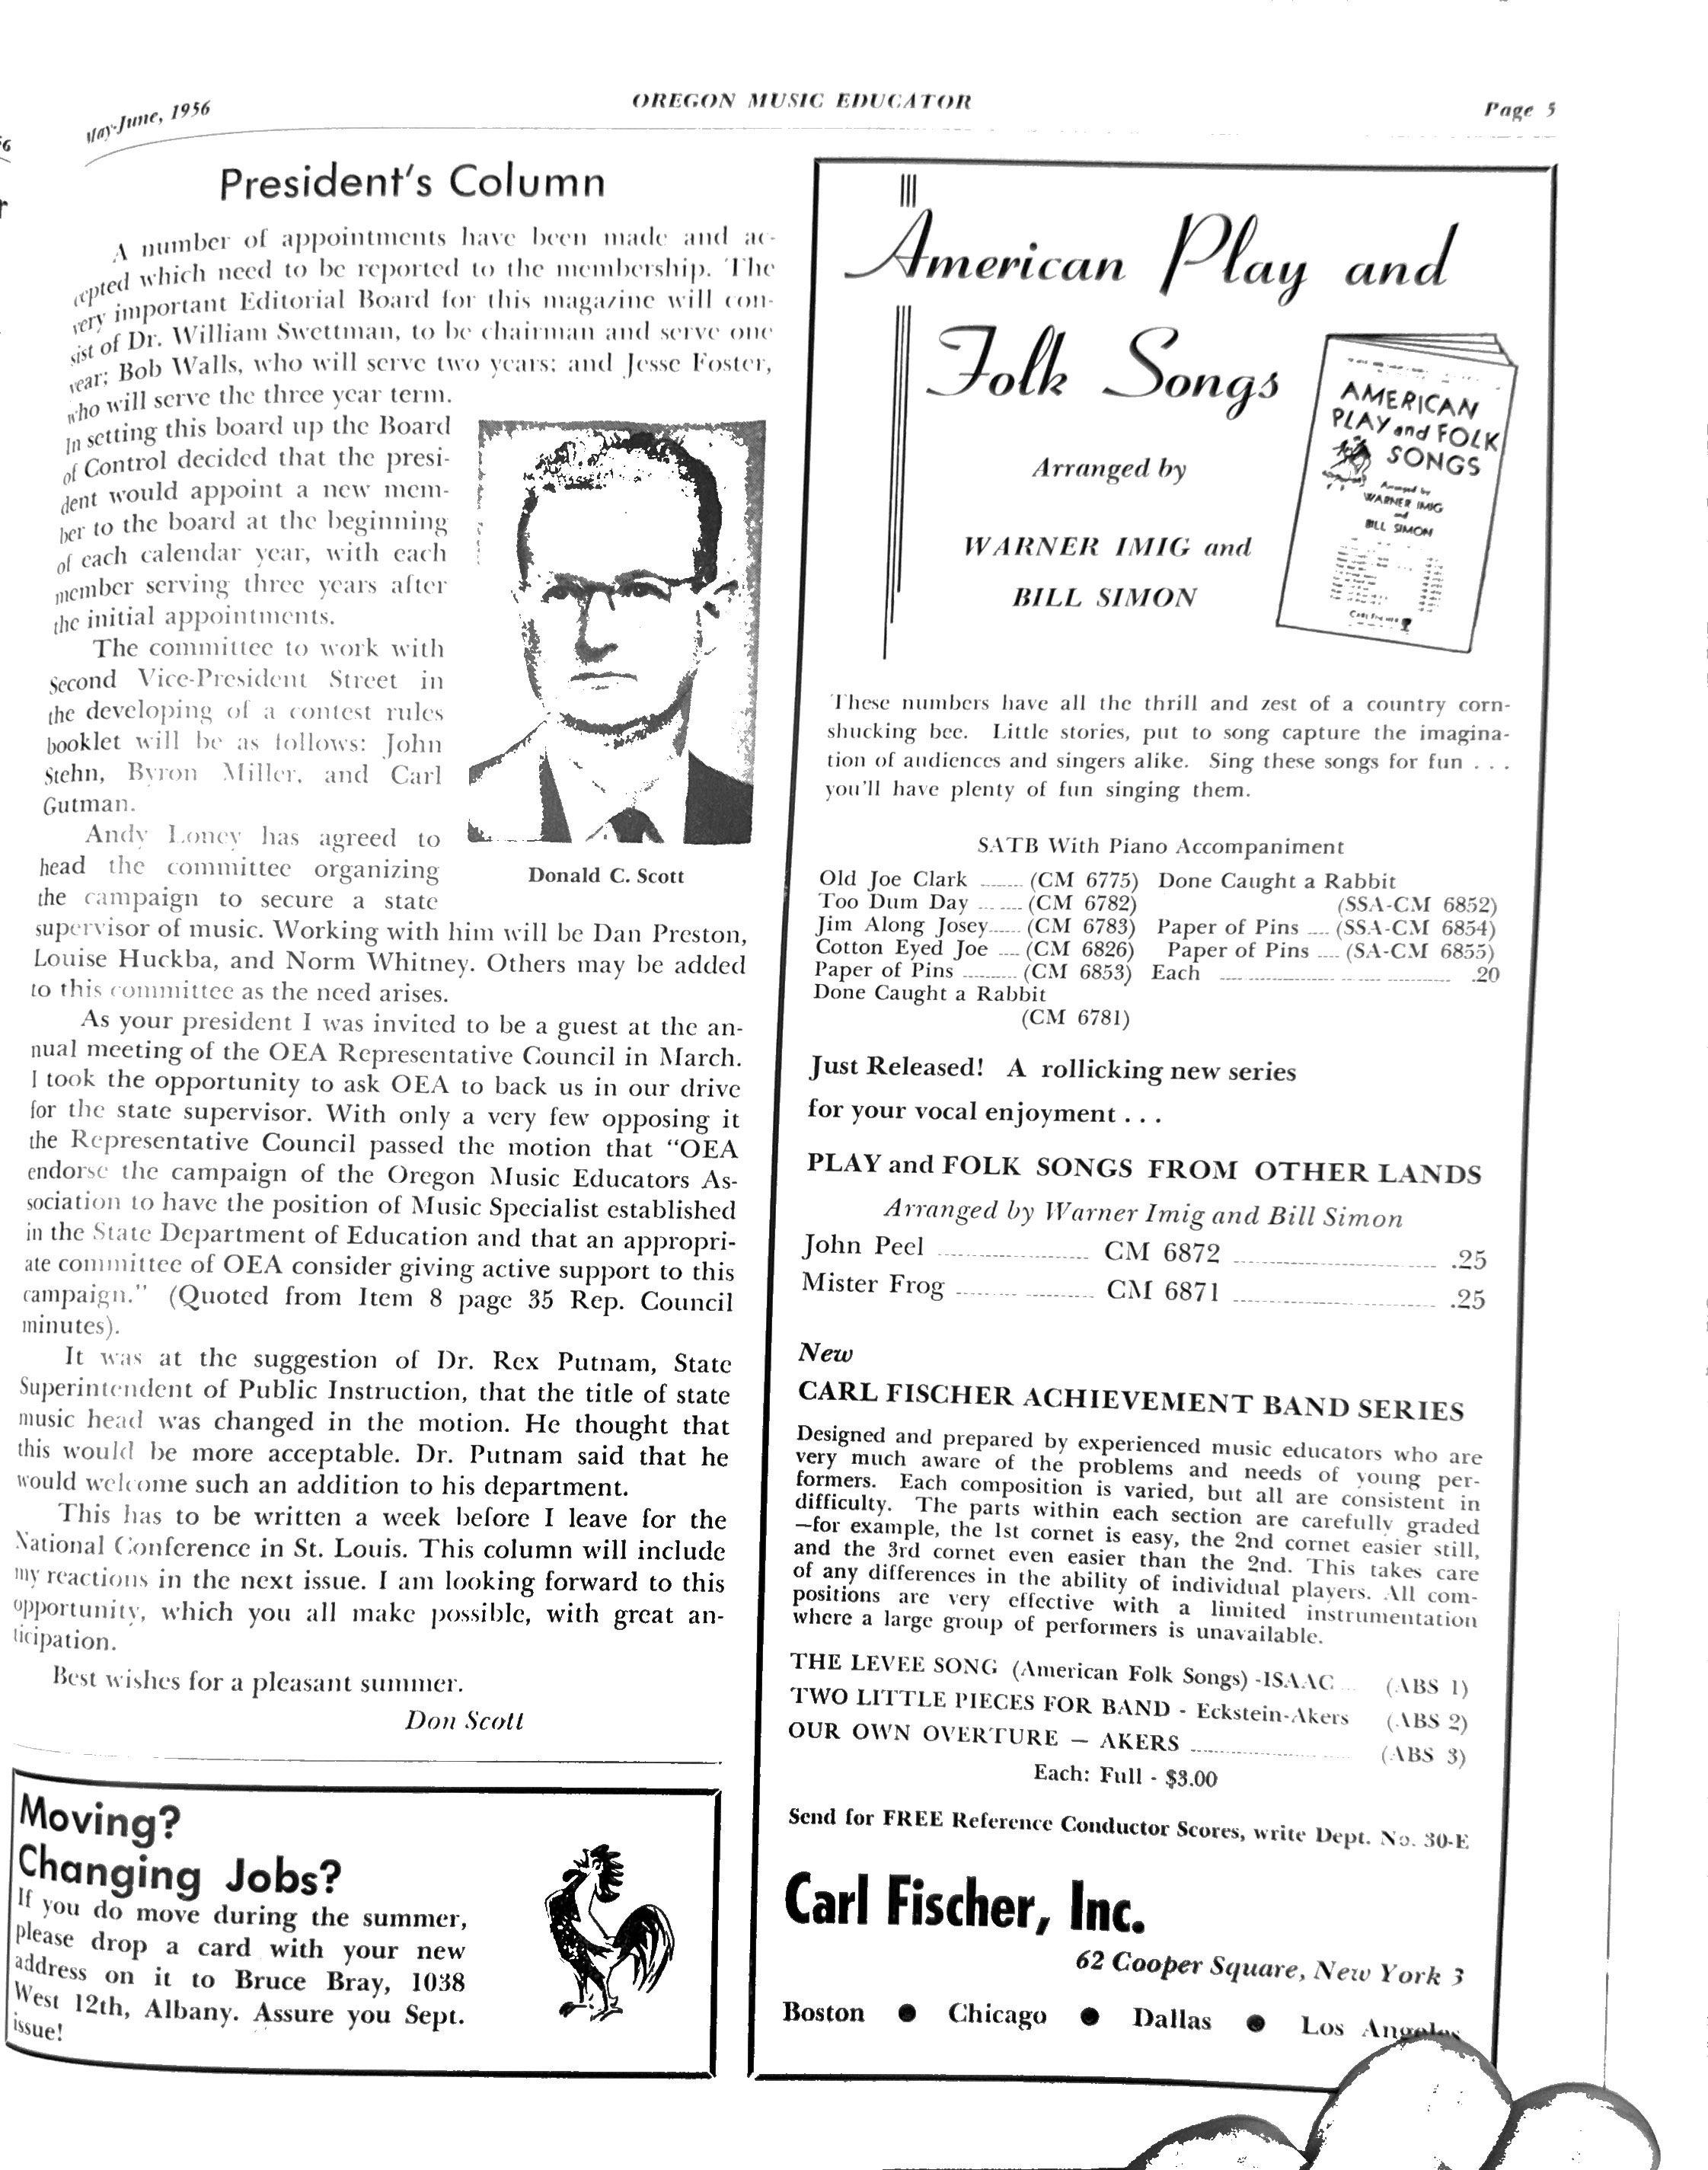 May-June, 1956
OREGON MUSIC EDUCATOR
Page 5
President's Column
A number of appointments have been made and ac-
cepted which need to be reported to the membership. The
very important Editorial Board for this magazine will con-
sist of Dr. William Swettman, to be chairman and serve one
year; Bob Walls, who will serve two years; and Jesse Foster,
who will serve the three year term.
In setting this board up the Board
of Control decided that the presi-
dent would appoint a new mem-
ber to the board at the beginning
of each calendar year, with each
member serving three years after
the initial appointments.
The committee to work with
Second Vice-President Street in
the developing of a contest rules
booklet will be as follows: John
Stehn, Byron Miller, and Carl
Gutman.
Andy Loney has agreed to
head the committee organizing
the campaign to secure a state
supervisor of music. Working with him will be Dan Preston,
Louise Huckba, and Norm Whitney. Others may be added
to this committee as the need arises.
As your president I was invited to be a guest at the an-
nual meeting of the OEA Representative Council in March.
I took the opportunity to ask OEA to back us in our drive
for the state supervisor. With only a very few opposing it
the Representative Council passed the motion that "OEA
endorse the campaign of the Oregon Music Educators As-
sociation to have the position of Music Specialist established
in the State Department of Education and that an appropri-
ate committee of OEA consider giving active support to this
campaign." (Quoted from Item 8 page 35 Rep. Council
minutes).
It was at the suggestion of Dr. Rex Putnam, State
Superintendent of Public Instruction, that the title of state
music head was changed in the motion. He thought that
this would be more acceptable. Dr. Putnam said that he
would welcome such an addition to his department.
This has to be written a week before I leave for the
National Conference in St. Louis. This column will include
my reactions in the next issue. I am looking forward to this
opportunity, which you all make possible, with great an-
ticipation.
Best wishes for a pleasant summer.
Don Scott
Donald C. Scott
Moving?
Changing Jobs?
If you do move during the summer,
please drop a card with your new
address on it to Bruce Bray, 1038
West 12th, Albany. Assure you Sept.
issue!
American Play and
Folk Songs
Arranged by
WARNER IMIG and
BILL SIMON
AMERICAN
PLAY and FOLK
SONGS
Arranged by
WARNER IMIG
and
BILL SIMON
CARL FISCHER
These numbers have all the thrill and zest of a country corn-
shucking bee. Little stories, put to song capture the imagina-
tion of audiences and singers alike. Sing these songs for fun . . .
you'll have plenty of fun singing them.
SATB With Piano Accompaniment
Old Joe Clark ........ (CM 6775) Done Caught a Rabbit
Too Dum Day ... ..... (CM 6782) (SSA-CM 6852)
Jim Along Josey...... (CM 6783) Paper of Pins .... (SSA-CM 6854)
Cotton Eyed Joe .... (CM 6826) Paper of Pins .... (SA-CM 6855)
Paper of Pins .......... (CM 6853) Each .... .20
Done Caught a Rabbit
(CM 6781)
Just Released! A rollicking new series
for your vocal enjoyment . . .
PLAY and FOLK SONGS FROM OTHER LANDS
Arranged by Warner Imig and Bill Simon
John Peel .......... CM 6872 .......... .25
Mister Frog .......... CM 6871 .......... .25
New
CARL FISCHER ACHIEVEMENT BAND SERIES
Designed and prepared by experienced music educators who are
very much aware of the problems and needs of young per-
formers. Each composition is varied, but all are consistent in
difficulty. The parts within each section are carefully graded
—for example, the 1st cornet is easy, the 2nd cornet easier still,
and the 3rd cornet even easier than the 2nd. This takes care
of any differences in the ability of individual players. All com-
positions are very effective with a limited instrumentation
where a large group of performers is unavailable.
THE LEVEE SONG (American Folk Songs) -ISAAC ... (ABS 1)
TWO LITTLE PIECES FOR BAND - Eckstein-Akers (ABS 2)
OUR OWN OVERTURE — AKERS .......... (ABS 3)
Each: Full - $3.00
Send for FREE Reference Conductor Scores, write Dept. No. 30-E
Carl Fischer, Inc.
62 Cooper Square, New York 3
Boston ● Chicago ● Dallas ● Los Angeles